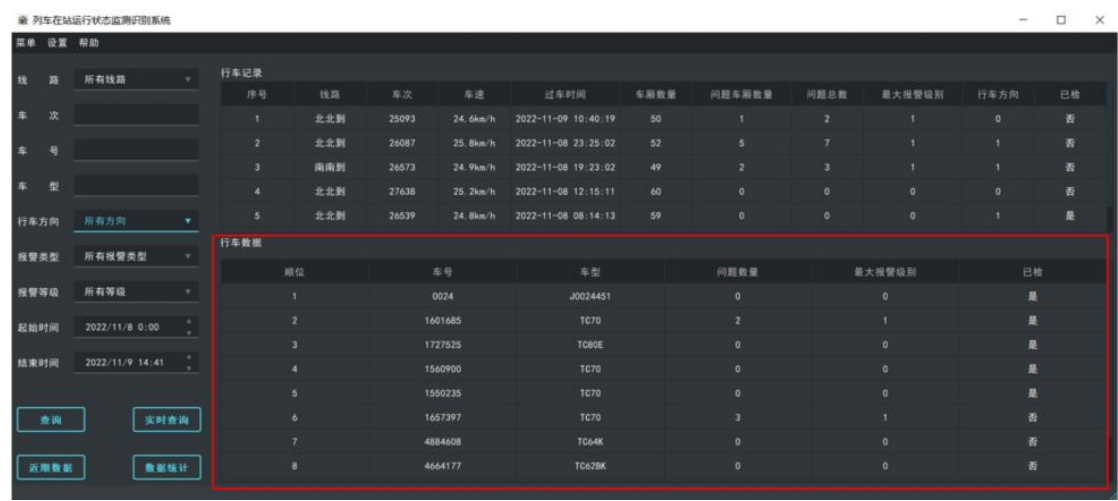 列车在站运行状态监测识别系统
菜单 设置 帮助
线 路 所有线路
车 次
车 号
车 型
行车方向 所有方向
报警类型 所有报警类型
报警等级 所有等级
起始时间 2022/11/8 0:00
结束时间 2022/11/9 14:41
查询 实时查询
近期数据 数据统计
行车记录
序号 线路 车次 车速 过车时间 车厢数量 问题车厢数量 问题总数 最大报警级别 行车方向 已检
1 北北到 25093 24.6km/h 2022-11-09 10:40:19 50 1 2 1 0 否
2 北北到 26087 25.8km/h 2022-11-08 23:25:02 52 5 7 1 1 否
3 南南到 26573 24.9km/h 2022-11-08 19:23:02 49 2 3 1 1 否
4 北北到 27638 25.2km/h 2022-11-08 12:15:11 60 0 0 0 0 否
5 北北到 26539 24.8km/h 2022-11-08 08:14:13 59 0 0 0 1 是
行车数据
顺位 车号 车型 问题数量 最大报警级别 已检
1 0024 J0024451 0 0 是
2 1601685 TC70 2 1 是
3 1727525 TC80E 0 0 是
4 1560900 TC70 0 0 是
5 1550235 TC70 0 0 是
6 1657397 TC70 3 1 否
7 4884608 TC64K 0 0 否
8 4664177 TC62BK 0 0 否